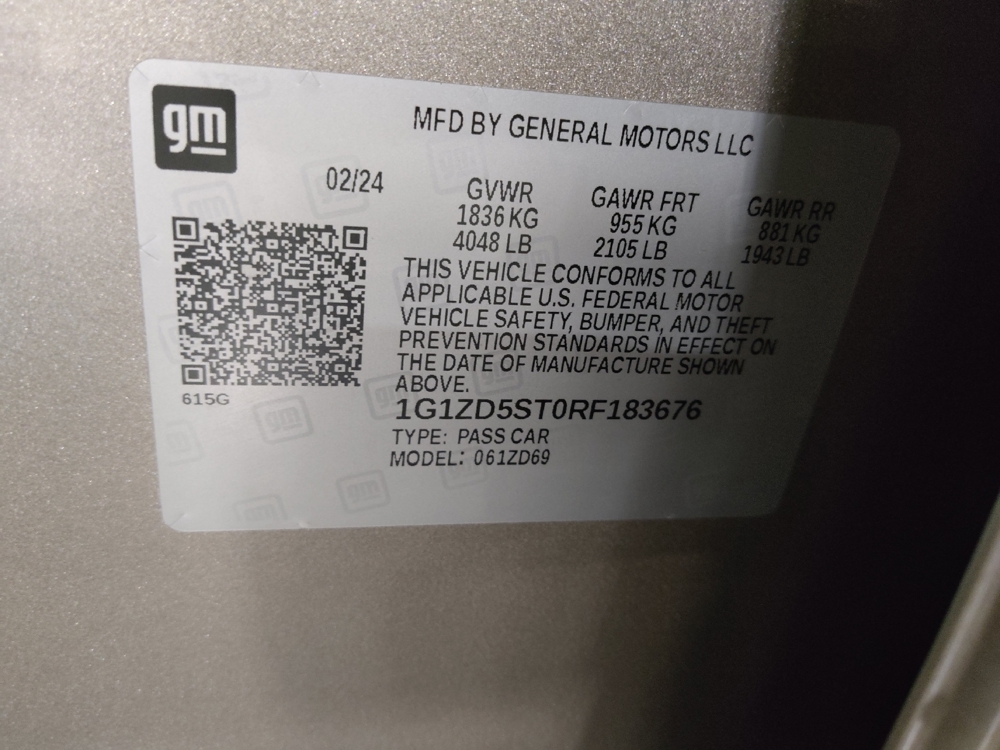 gm
MFD BY GENERAL MOTORS LLC
02/24
GVWR GAWR FRT GAWR RR
1836 KG 955 KG 881 KG
4048 LB 2105 LB 1943 LB
THIS VEHICLE CONFORMS TO ALL
APPLICABLE U.S. FEDERAL MOTOR
VEHICLE SAFETY, BUMPER, AND THEFT
PREVENTION STANDARDS IN EFFECT ON
THE DATE OF MANUFACTURE SHOWN
ABOVE.
615G
1G1ZD5ST0RF183676
TYPE: PASS CAR
MODEL: 061ZD69